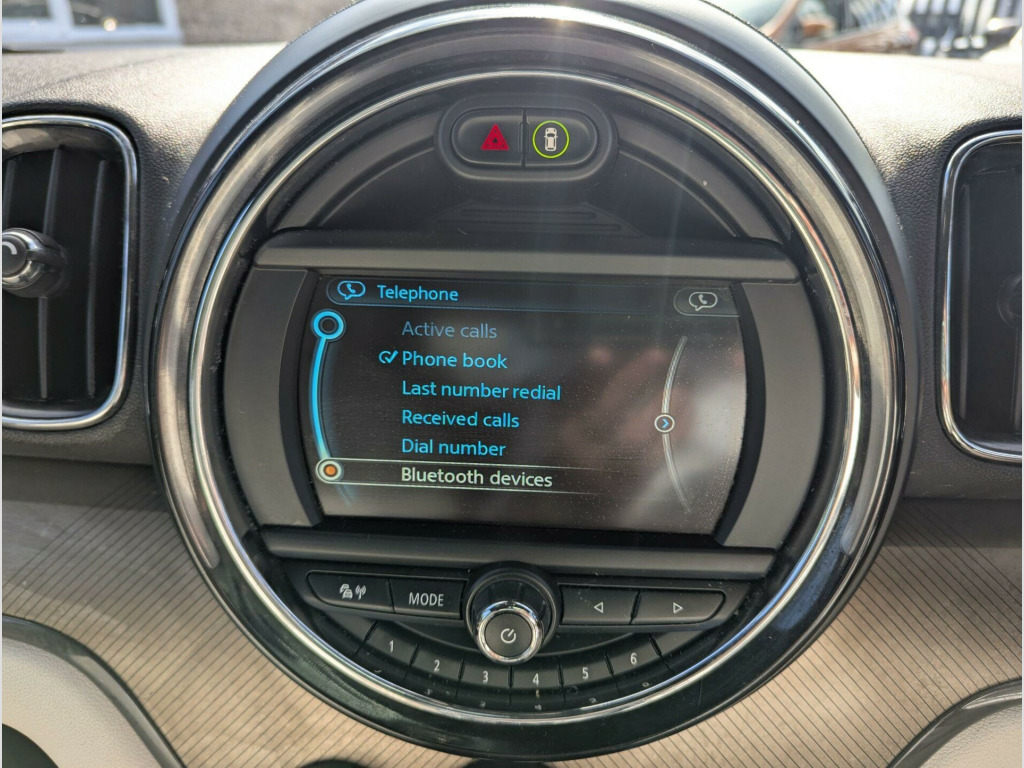 Telephone
Active calls
Phone book
Last number redial
Received calls
Dial number
Bluetooth devices
MODE
1 2 3 4 5 6